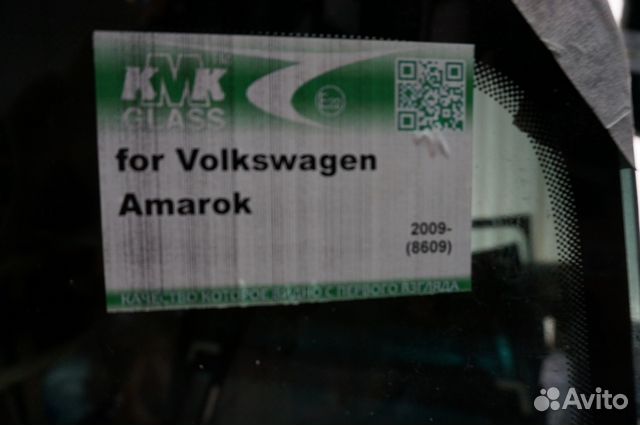 KMK
GLASS
for Volkswagen
Amarok
2009-
(8609)
КАЧЕСТВО КОТОРОЕ ВИДНО С ПЕРВОГО ВЗГЛЯДА
Avito